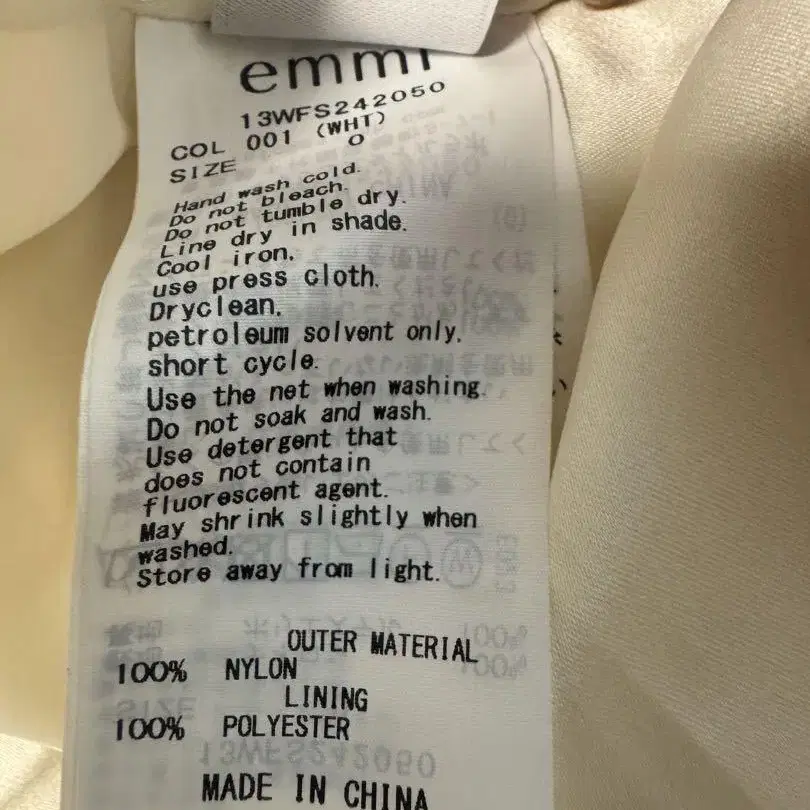 emmi
13WFS242050
COL 001 (WHT)
SIZE 0
Hand wash cold.
Do not bleach.
Do not tumble dry.
Line dry in shade.
Cool iron.
use press cloth.
Dryclean.
petroleum solvent only.
short cycle.
Use the net when washing.
Do not soak and wash.
Use detergent that
does not contain
fluorescent agent.
May shrink slightly when
washed.
Store away from light.
OUTER MATERIAL
100% NYLON
LINING
100% POLYESTER
MADE IN CHINA